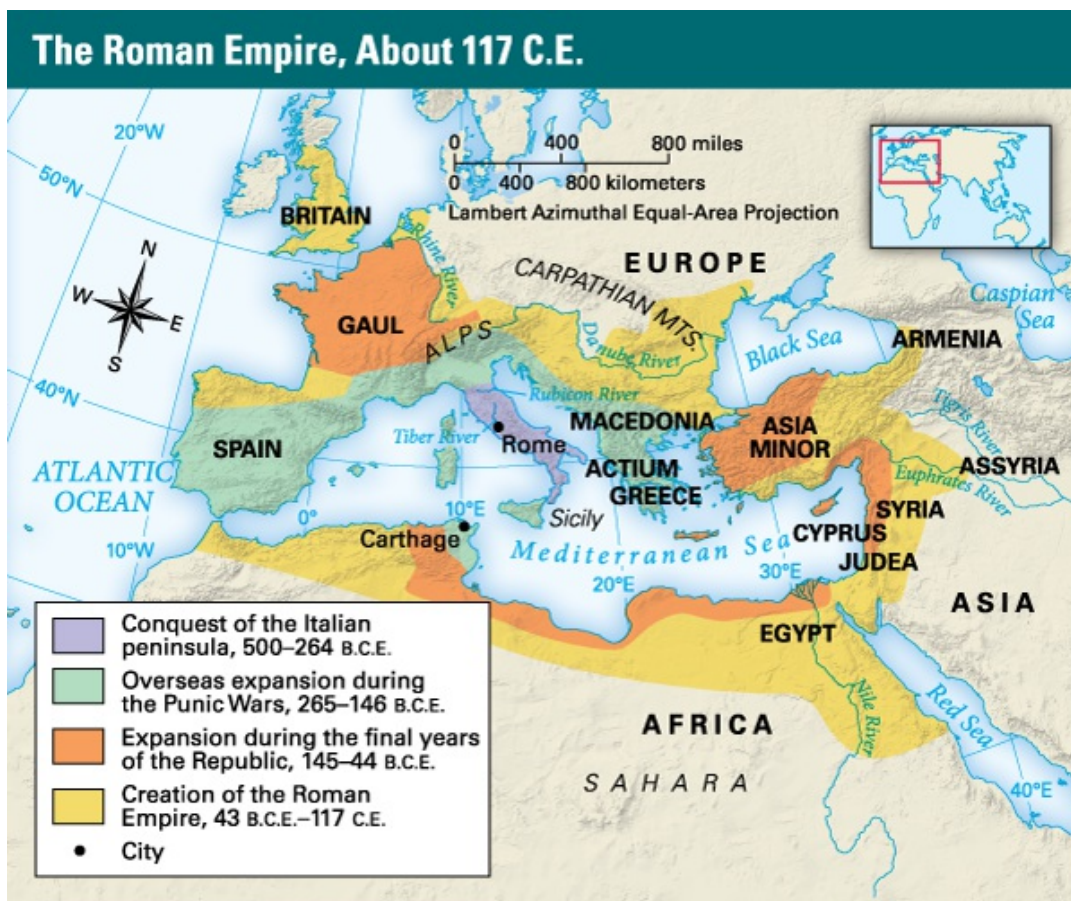 The Roman Empire, About 117 C.E.
20°W
50°N
40°N
10°W
0°
10°E
20°E
30°E
40°E
N
W
E
S
0 400 800 miles
0 400 800 kilometers
Lambert Azimuthal Equal-Area Projection
BRITAIN
Rhine River
EUROPE
CARPATHIAN MTS.
Caspian
Sea
GAUL
ALPS
Danube River
Black Sea
ARMENIA
Rubicon River
MACEDONIA
ASIA
MINOR
Tigris River
SPAIN
Tiber River
Rome
ATLANTIC
OCEAN
ACTIUM
GREECE
Euphrates River
ASSYRIA
SYRIA
Sicily
Carthage
Mediterranean Sea
CYPRUS
JUDEA
ASIA
EGYPT
Nile River
Red Sea
AFRICA
SAHARA
Conquest of the Italian
peninsula, 500–264 B.C.E.
Overseas expansion during
the Punic Wars, 265–146 B.C.E.
Expansion during the final years
of the Republic, 145–44 B.C.E.
Creation of the Roman
Empire, 43 B.C.E.–117 C.E.
City